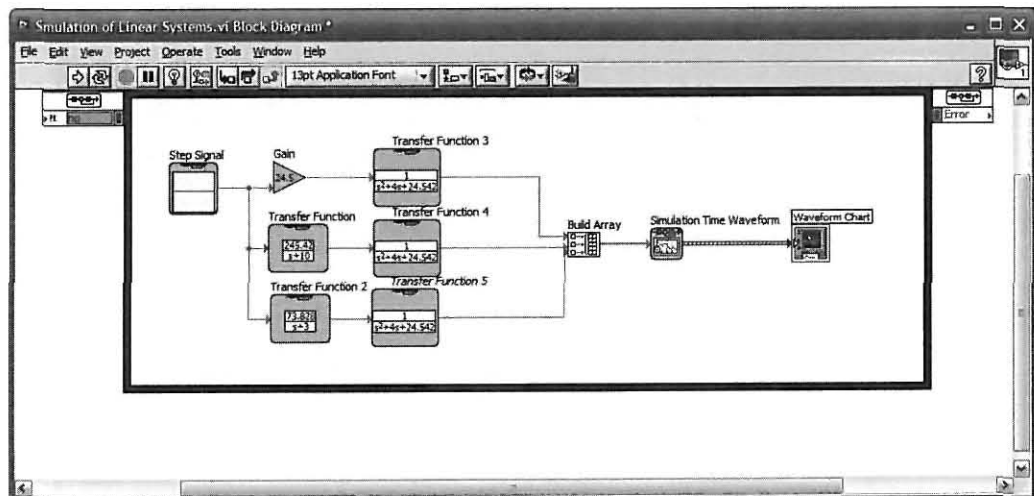 Smulation of Linear Systems.vi Block Diagram *
File Edit View Project Operate Tools Window Help
13pt Application Font
Error
Step Signal
Gain
24.5
Transfer Function 3
1
s²+4s+24.542
Transfer Function
245.42
s+10
Transfer Function 4
1
s²+4s+24.542
Transfer Function 2
73.626
s+3
Transfer Function 5
1
s²+4s+24.542
Build Array
Simulation Time Waveform
Waveform Chart